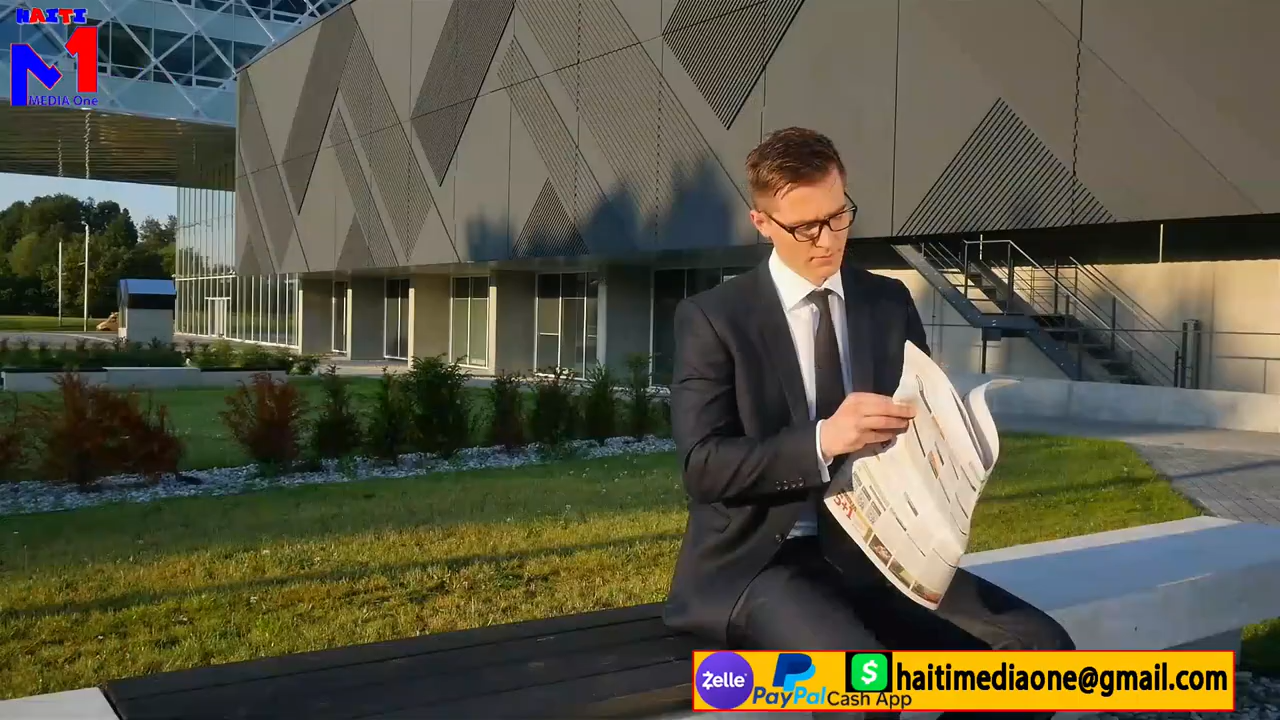 HAITI
M1
MEDIA One
Zelle
PayPal
Cash App
haitimediaone@gmail.com